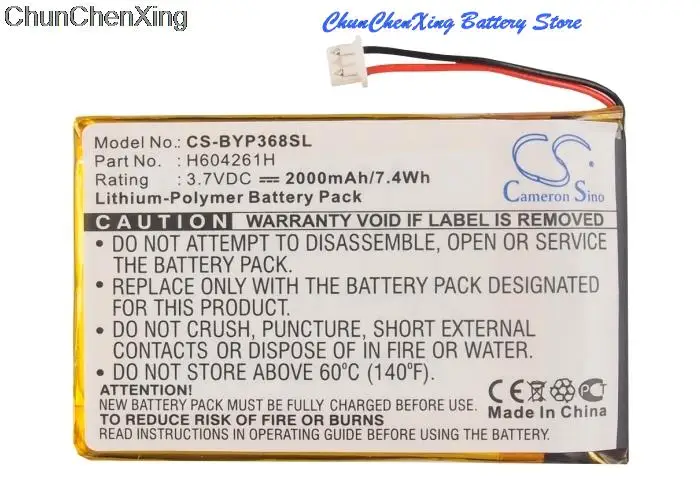 ChunChenXing
ChunChenXing Battery Store
Model No.: CS-BYP368SL
Part No. : H604261H
Rating : 3.7VDC 2000mAh/7.4Wh
Lithium-Polymer Battery Pack
CS
Cameron Sino
CAUTION WARRANTY VOID IF LABEL IS REMOVED
• DO NOT ATTEMPT TO DISASSEMBLE, OPEN OR SERVICE
THE BATTERY PACK.
• REPLACE ONLY WITH THE BATTERY PACK DESIGNATED
FOR THIS PRODUCT.
• DO NOT CRUSH, PUNCTURE, SHORT EXTERNAL
CONTACTS OR DISPOSE OF IN FIRE OR WATER.
• DO NOT STORE ABOVE 60°C (140°F).
ATTENTION!
NEW BATTERY PACK MUST BE FULLY CHARGED BEFORE USE.
TO REDUCE RISK OF FIRE OR BURNS
READ INSTRUCTIONS ON OPERATING GUIDE BEFORE USING BATTERY.
CE
Made In China